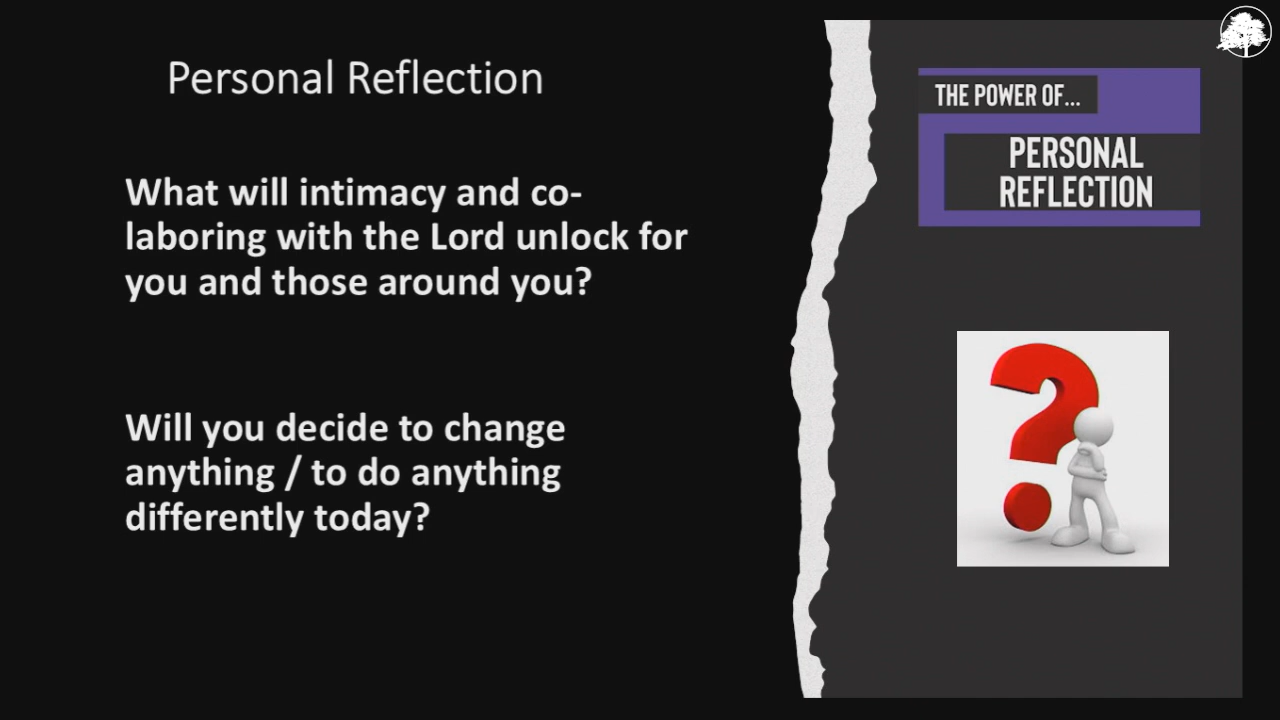 Personal Reflection
What will intimacy and co-
laboring with the Lord unlock for
you and those around you?
Will you decide to change
anything / to do anything
differently today?
THE POWER OF...
PERSONAL
REFLECTION